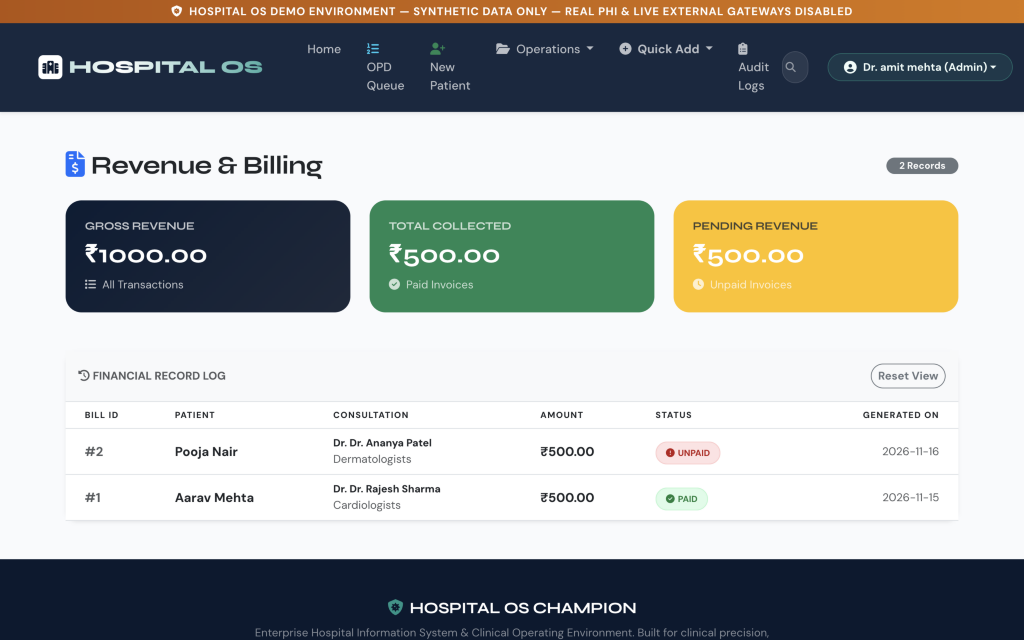 HOSPITAL OS DEMO ENVIRONMENT — SYNTHETIC DATA ONLY — REAL PHI & LIVE EXTERNAL GATEWAYS DISABLED
HOSPITAL OS
Home
OPD
Queue
New
Patient
Operations
Quick Add
Audit
Logs
Dr. amit mehta (Admin)
Revenue & Billing
2 Records
GROSS REVENUE
₹1000.00
All Transactions
TOTAL COLLECTED
₹500.00
Paid Invoices
PENDING REVENUE
₹500.00
Unpaid Invoices
FINANCIAL RECORD LOG
Reset View
BILL ID PATIENT CONSULTATION AMOUNT STATUS GENERATED ON
#2 Pooja Nair Dr. Dr. Ananya Patel ₹500.00 UNPAID 2026-11-16
Dermatologists
#1 Aarav Mehta Dr. Dr. Rajesh Sharma ₹500.00 PAID 2026-11-15
Cardiologists
HOSPITAL OS CHAMPION
Enterprise Hospital Information System & Clinical Operating Environment. Built for clinical precision,